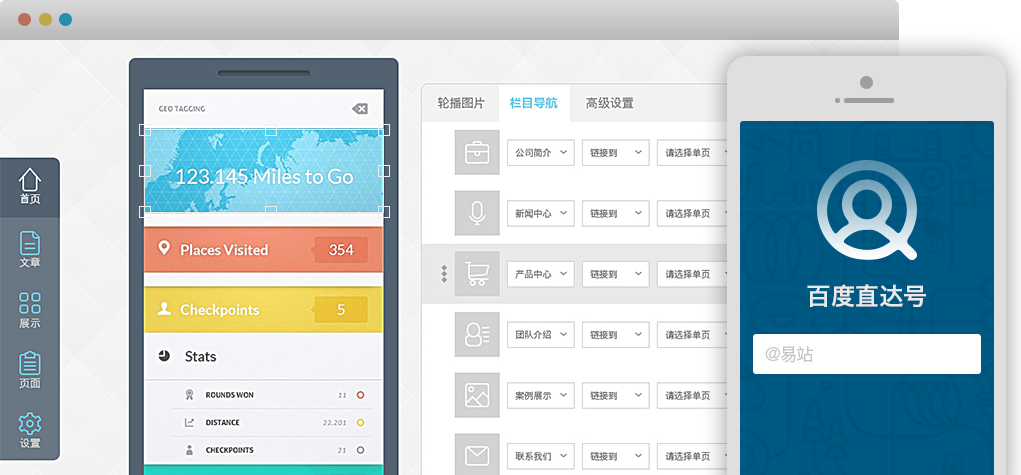 首页
文章
展示
页面
设置
GEO TAGGING
123.145 Miles to Go
Places Visited 354
Checkpoints 5
Stats
ROUNDS WON 11
DISTANCE 22.201
CHECKPOINTS 21
轮播图片 栏目导航 高级设置
公司简介 链接到 请选择单页
新闻中心 链接到 请选择单页
产品中心 链接到 请选择单页
团队介绍 链接到 请选择单页
案例展示 链接到 请选择单页
联系我们 链接到 请选择单页
百度直达号
@易站